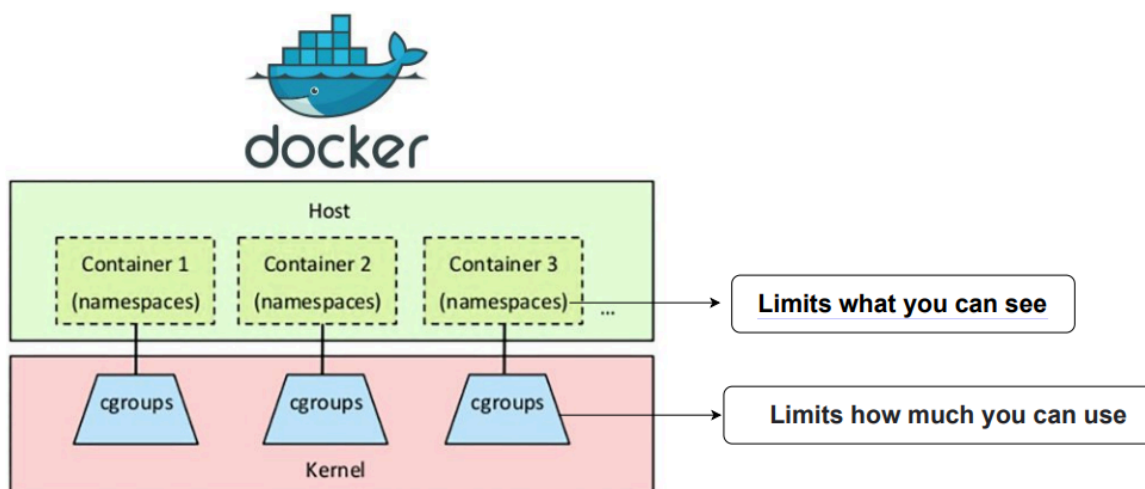 docker
Host
Container 1
(namespaces)
Container 2
(namespaces)
Container 3
(namespaces)
...
Limits what you can see
cgroups
cgroups
cgroups
Limits how much you can use
Kernel